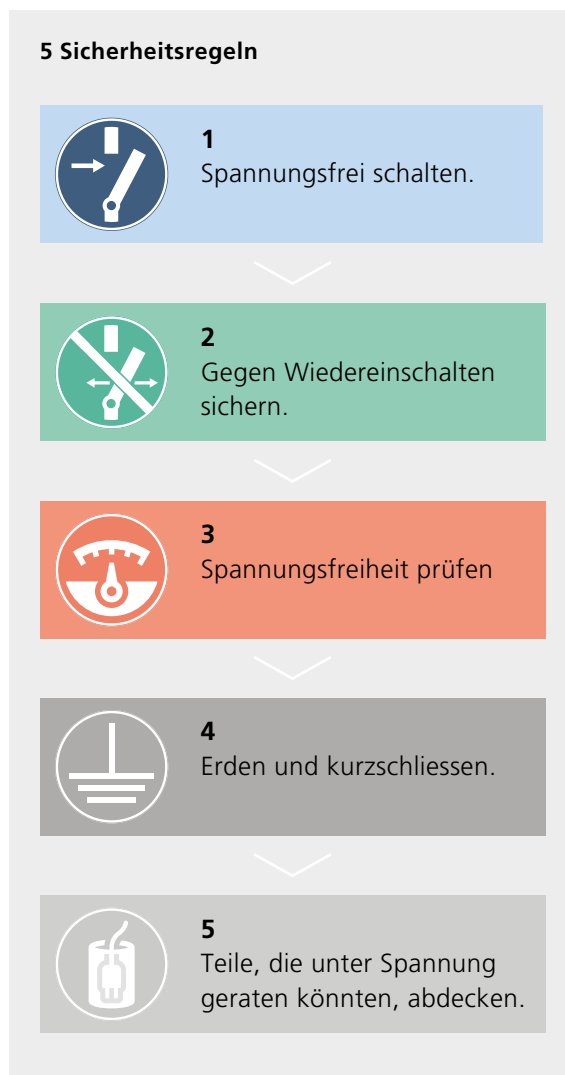 5 Sicherheitsregeln
1
Spannungsfrei schalten.
2
Gegen Wiedereinschalten
sichern.
3
Spannungsfreiheit prüfen
4
Erden und kurzschliessen.
5
Teile, die unter Spannung
geraten könnten, abdecken.